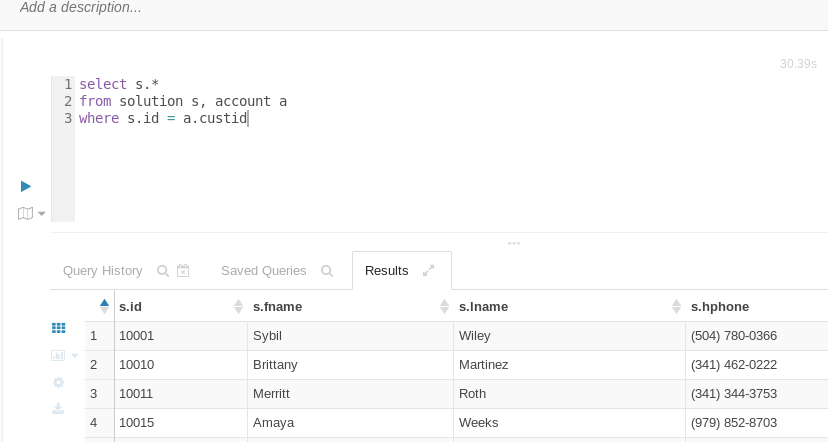 Add a description...
30.39s
1 select s.*
2 from solution s, account a
3 where s.id = a.custid
Query History Saved Queries Results
s.id s.fname s.lname s.hphone
1 10001 Sybil Wiley (504) 780-0366
2 10010 Brittany Martinez (341) 462-0222
3 10011 Merritt Roth (341) 344-3753
4 10015 Amaya Weeks (979) 852-8703